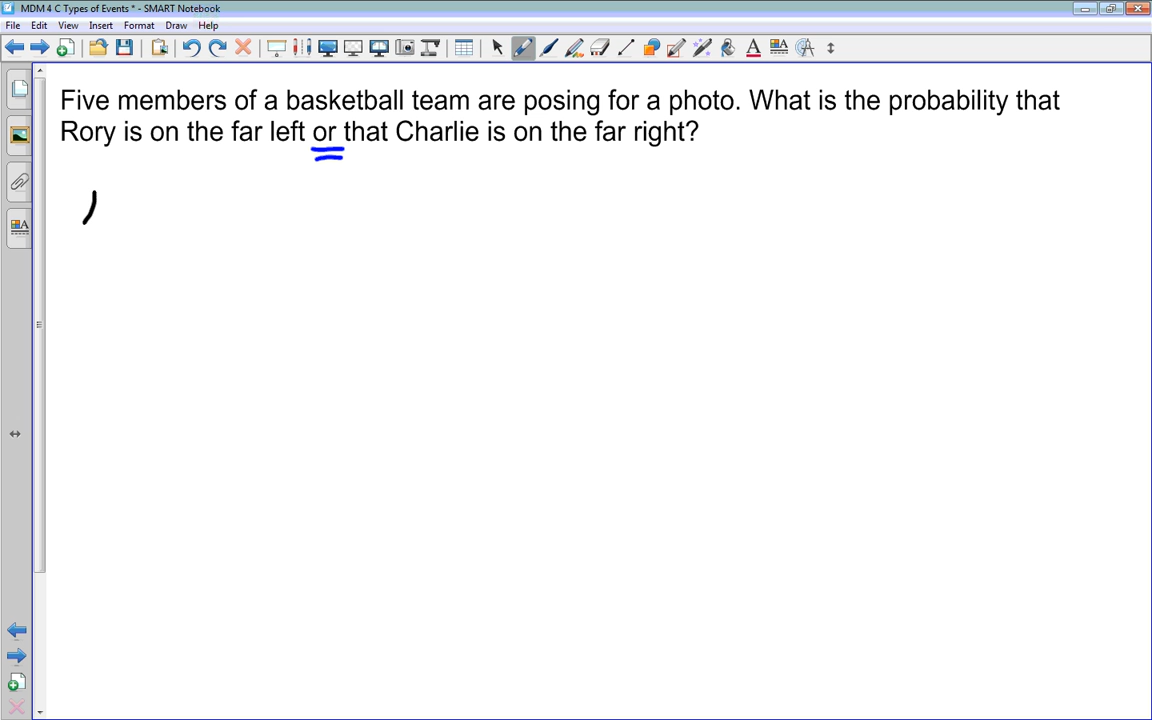 MDM 4 C Types of Events * - SMART Notebook
File Edit View Insert Format Draw Help
Five members of a basketball team are posing for a photo. What is the probability that
Rory is on the far left or that Charlie is on the far right?